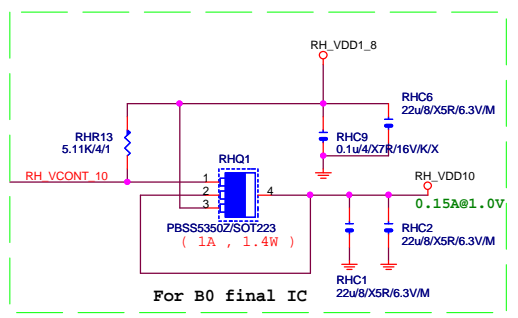 RH_VDD1_8
RHC6
22u/8/X5R/6.3V/M
RHR13
5.11K/4/1
RHC9
0.1u/4/X7R/16V/K/X
RHQ1
RH_VCONT_10
1
2
3
4
RH_VDD10
0.15A@1.0V
PBSS5350Z/SOT223
( 1A , 1.4W )
RHC2
22u/8/X5R/6.3V/M
RHC1
22u/8/X5R/6.3V/M
For B0 final IC